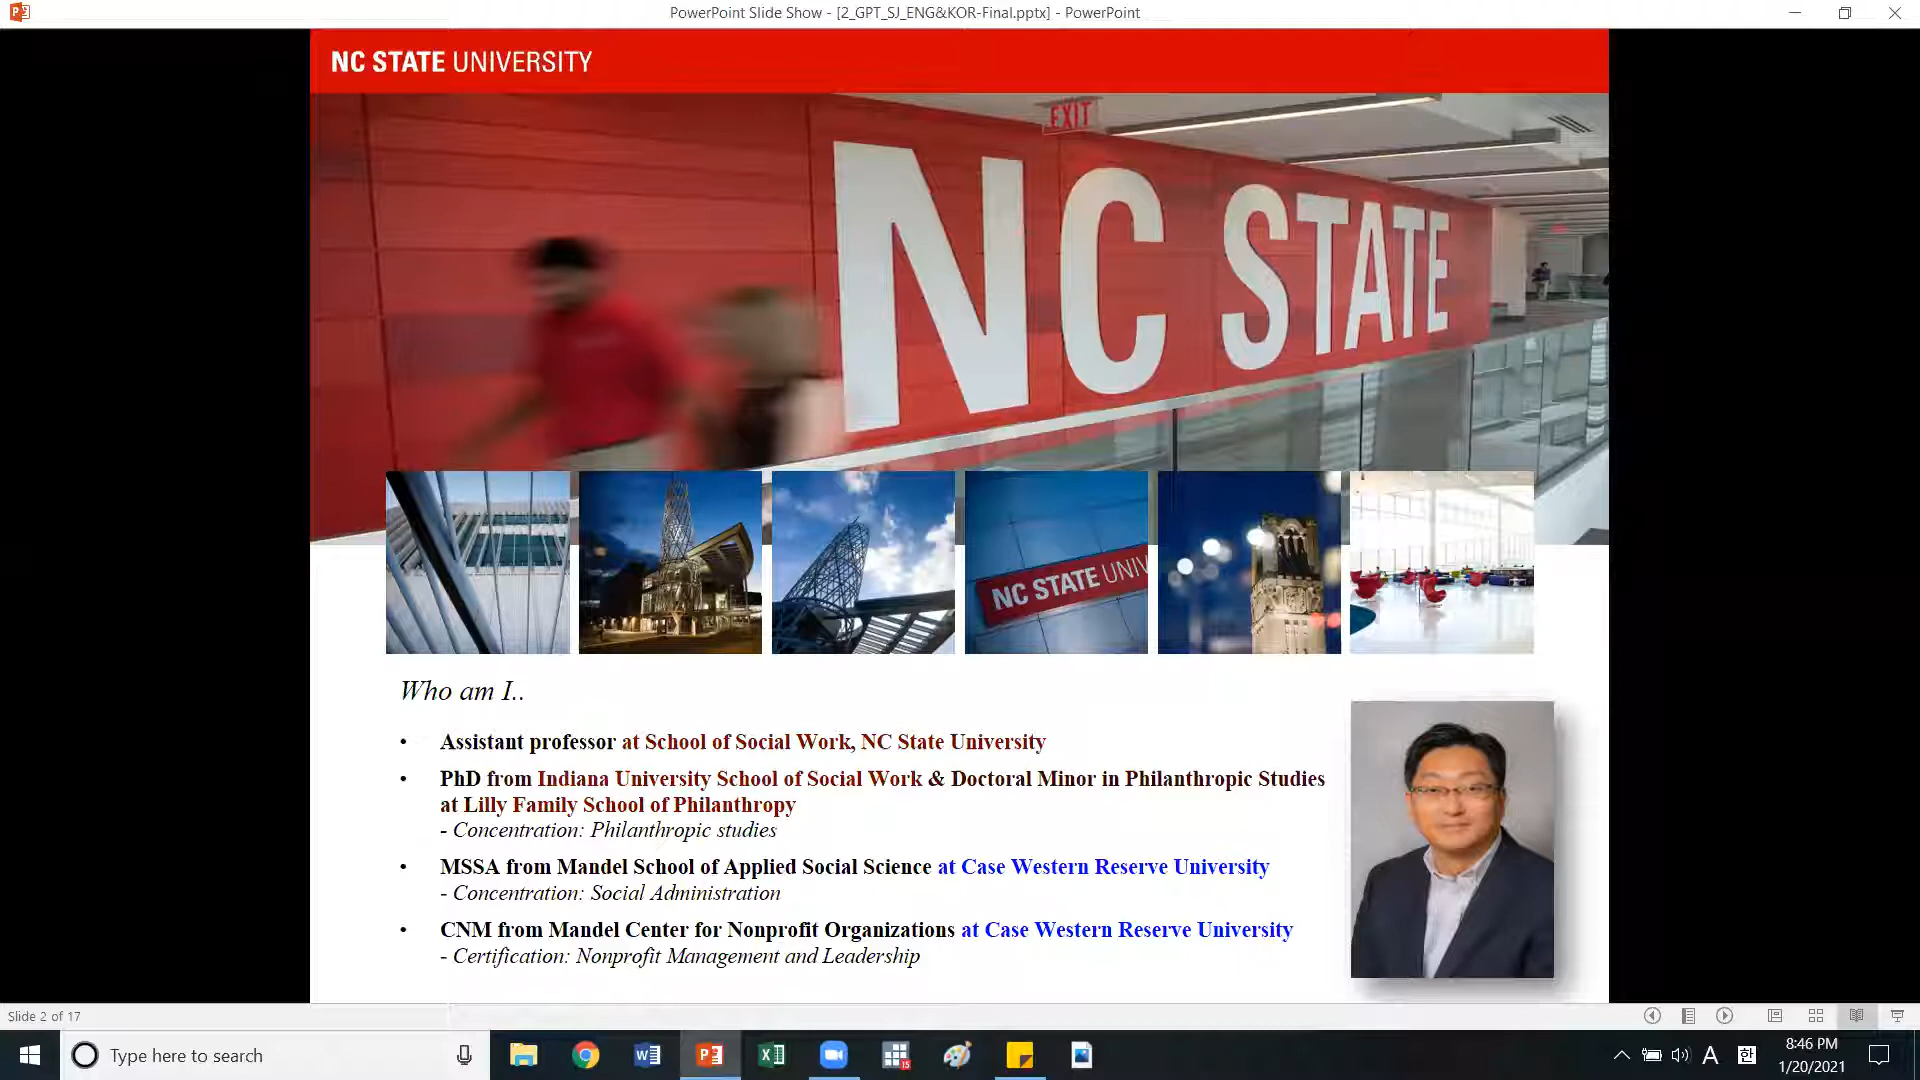 PowerPoint Slide Show - [2_GPT_SJ_ENG&KOR-Final.pptx] - PowerPoint
NC STATE UNIVERSITY
EXIT
NC STATE
NC STATE UNIV
Who am I..
• Assistant professor at School of Social Work, NC State University
• PhD from Indiana University School of Social Work & Doctoral Minor in Philanthropic Studies
at Lilly Family School of Philanthropy
- Concentration: Philanthropic studies
• MSSA from Mandel School of Applied Social Science at Case Western Reserve University
- Concentration: Social Administration
• CNM from Mandel Center for Nonprofit Organizations at Case Western Reserve University
- Certification: Nonprofit Management and Leadership
Slide 2 of 17
Type here to search
15
A
한
8:46 PM
1/20/2021